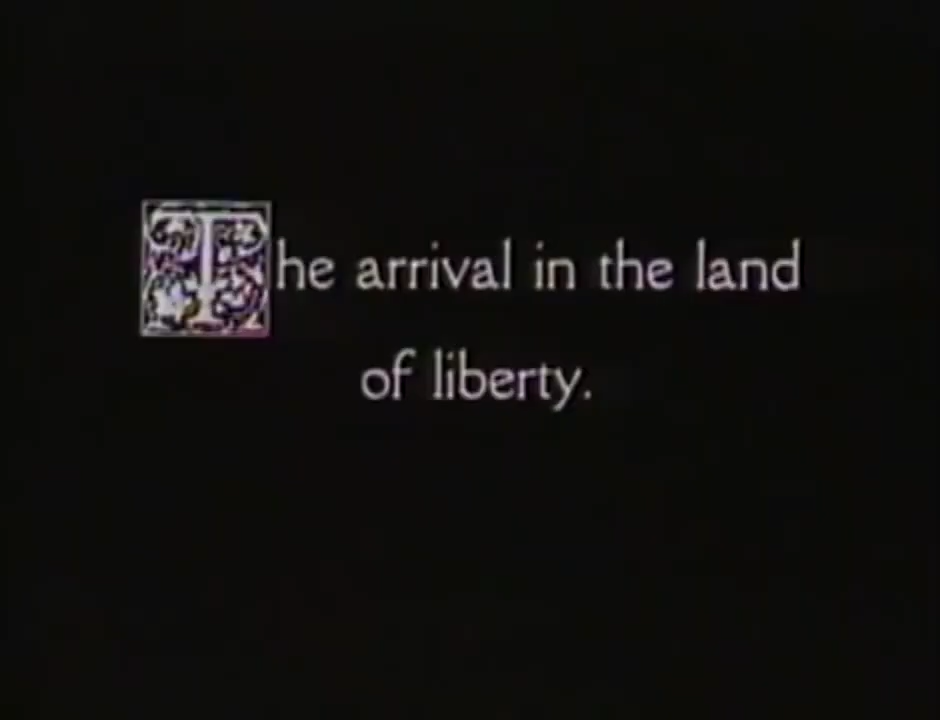 The arrival in the land
of liberty.